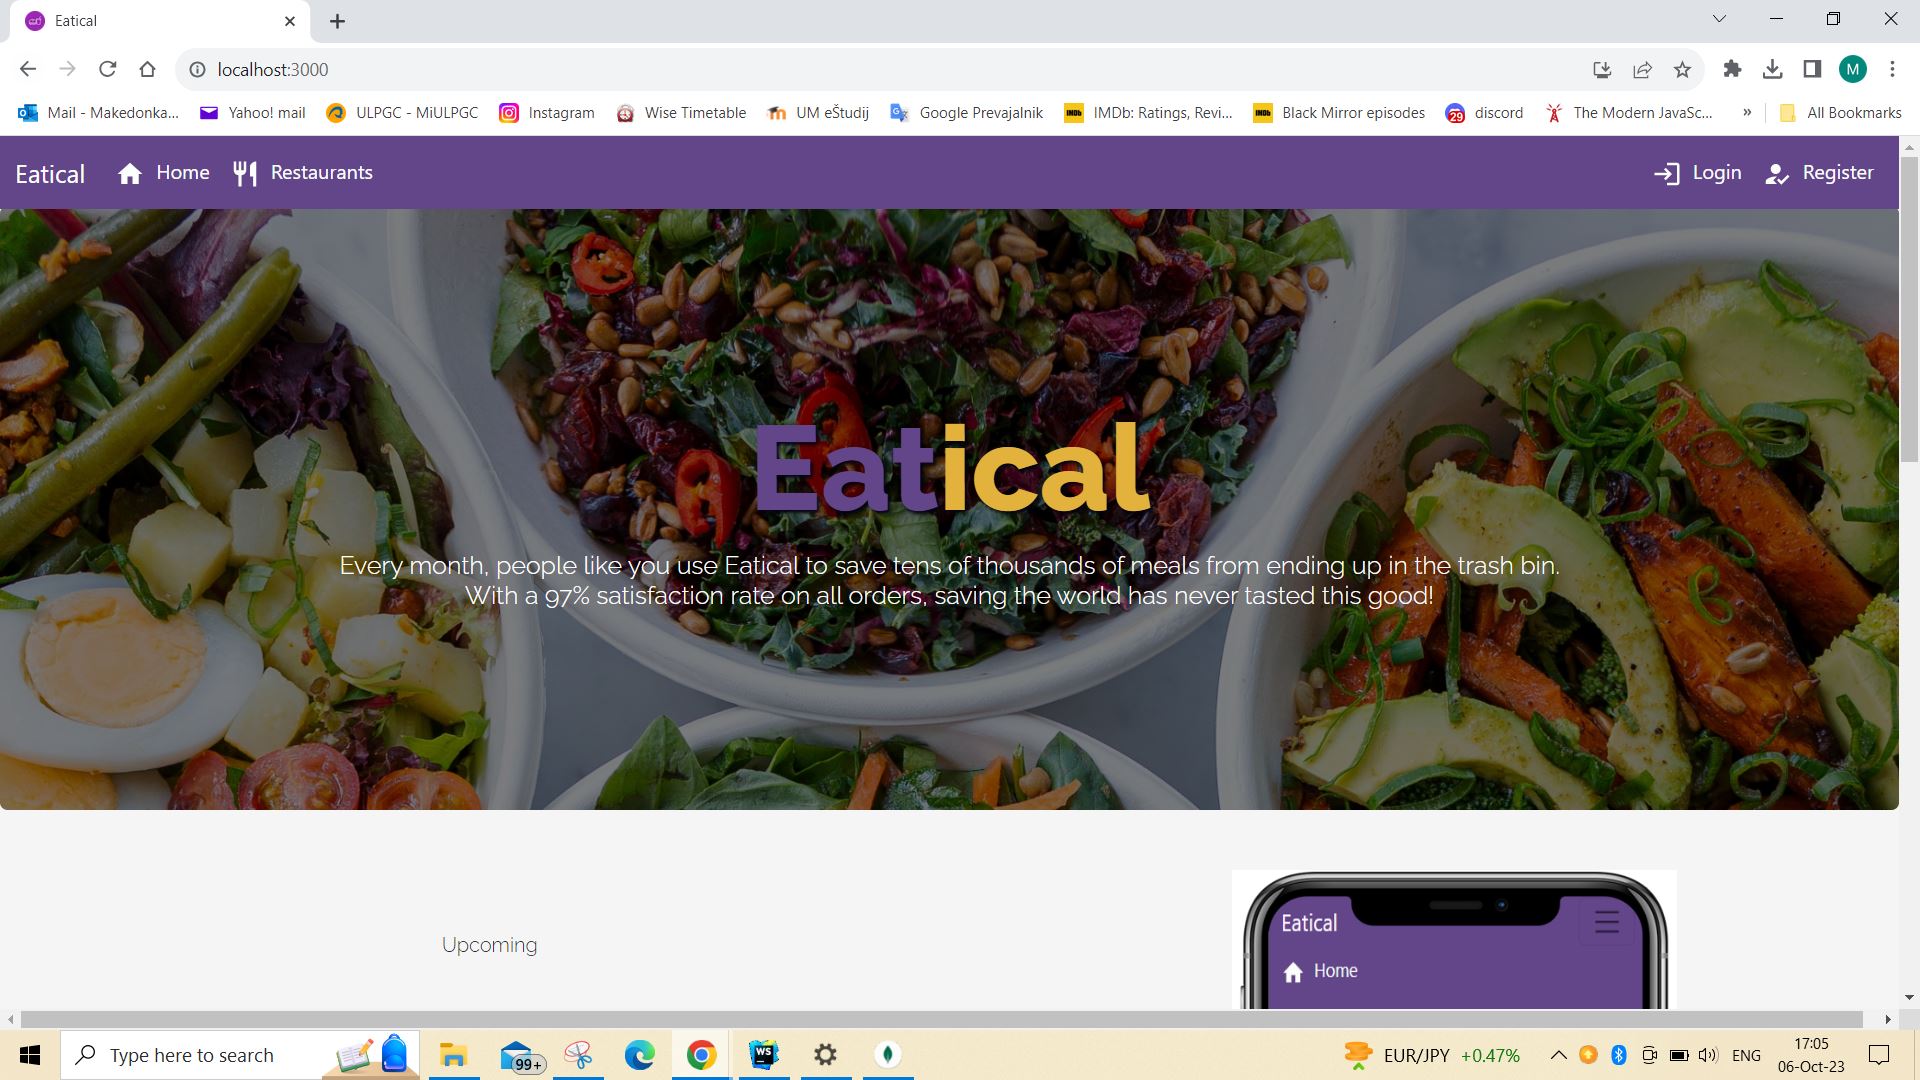 Eatical
localhost:3000
M
Mail - Makedonka...
Yahoo! mail
ULPGC - MiULPGC
Instagram
Wise Timetable
UM eŠtudij
Google Prevajalnik
IMDb: Ratings, Revi...
Black Mirror episodes
29
discord
The Modern JavaSc...
»
All Bookmarks
Eatical
Home
Restaurants
Login
Register
Eatical
Every month, people like you use Eatical to save tens of thousands of meals from ending up in the trash bin.
With a 97% satisfaction rate on all orders, saving the world has never tasted this good!
Upcoming
Eatical
Home
Type here to search
99+
WS
EUR/JPY +0.47%
ENG
17:05
06-Oct-23